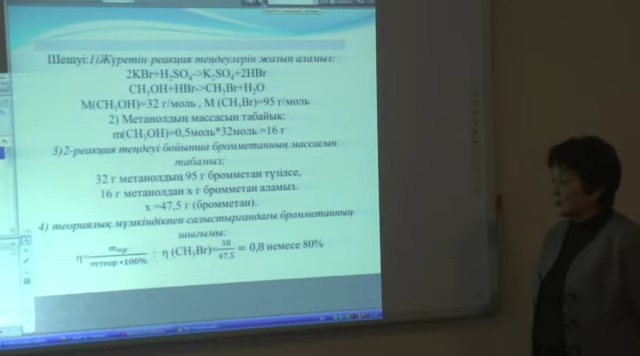 Шешуі:1)Жүретін реакция теңдеулерін жазып аламыз:
2KBr+H₂SO₄->K₂SO₄+2HBr
CH₃OH+HBr->CH₃Br+H₂O
M(CH₃OH)=32 г/моль , M (CH₃Br)=95 г/моль
2) Метанолдың массасын табайық:
m(CH₃OH)=0,5моль*32моль =16 г
3)2-реакция теңдеуі бойынша бромметанның массасын
табамыз:
32 г метанолдың 95 г бромметан түзілсе,
16 г метанолдан х г бромметан аламыз.
х =47,5 г (бромметан).
4) теориялық мүмкіндікпен салыстырғандағы бромметанның
шығымы:
η=mпр/mтеор*100% ; η (CH₃Br)=38/47,5 = 0,8 немесе 80%